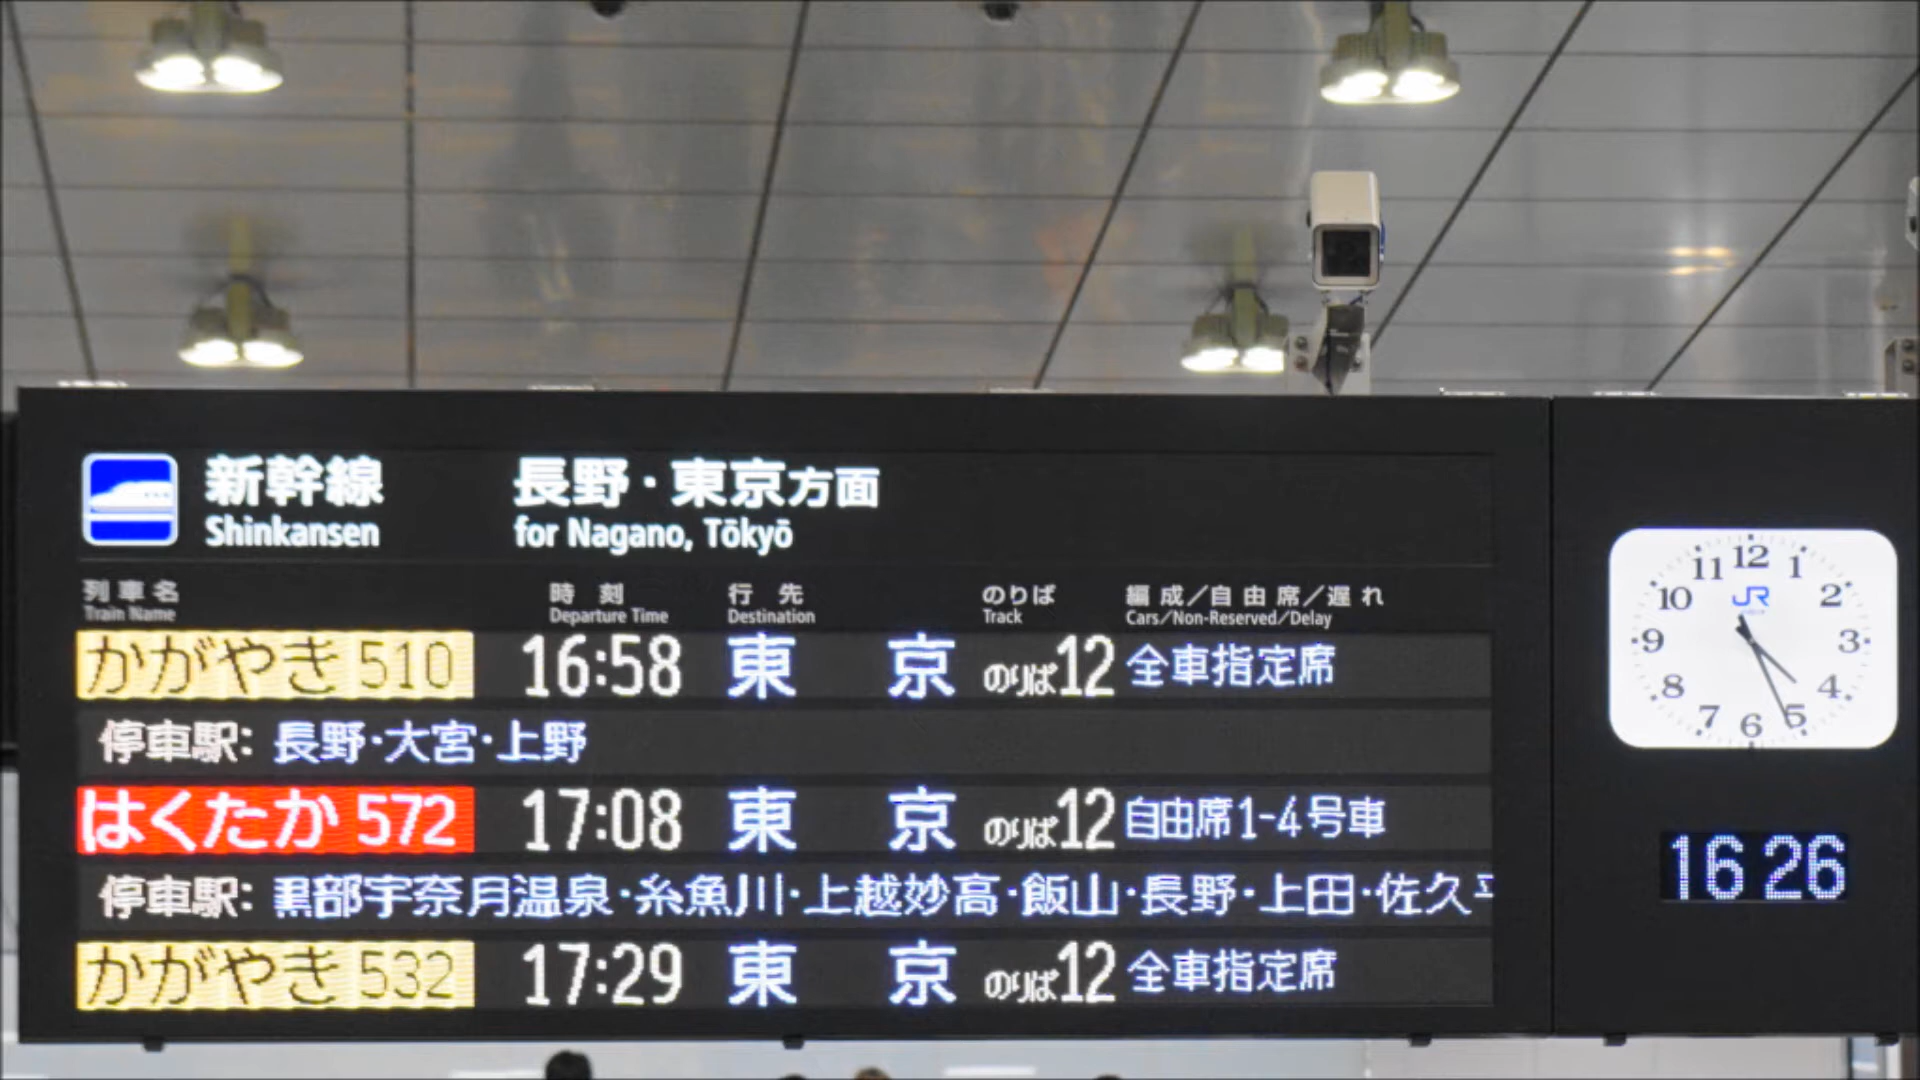 新幹線 長野・東京方面
Shinkansen for Nagano, Tōkyō
列車名 時刻 行先 のりば 編成／自由席／遅れ
Train Name Departure Time Destination Track Cars／Non-Reserved／Delay
かがやき 510 16:58 東京 のりば12 全車指定席
停車駅: 長野・大宮・上野
はくたか 572 17:08 東京 のりば12 自由席1-4号車
停車駅: 黒部宇奈月温泉・糸魚川・上越妙高・飯山・長野・上田・佐久平
かがやき 532 17:29 東京 のりば12 全車指定席
12
11 1
10 JR 2
9 3
8 4
7 5
6
16 26